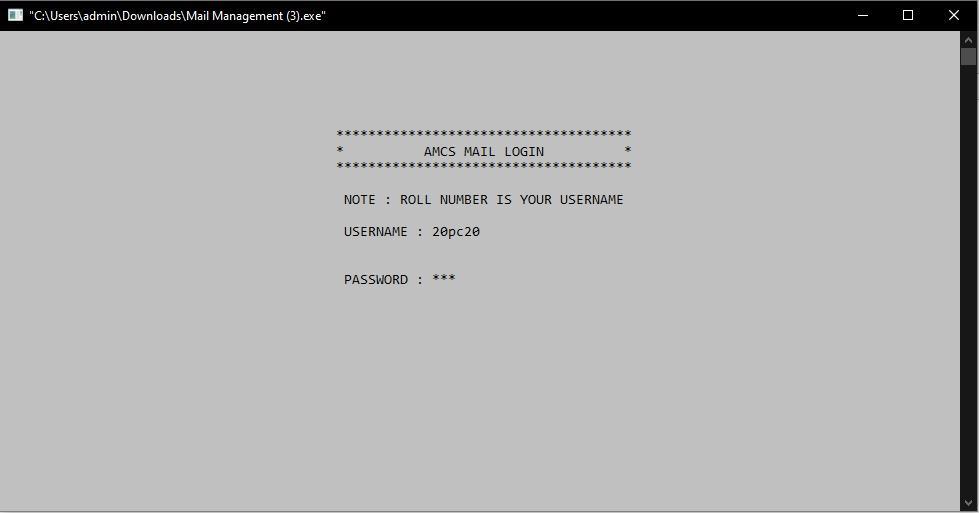 "C:\Users\admin\Downloads\Mail Management (3).exe"
*************************************
* AMCS MAIL LOGIN *
*************************************
NOTE : ROLL NUMBER IS YOUR USERNAME
USERNAME : 20pc20
PASSWORD : ***